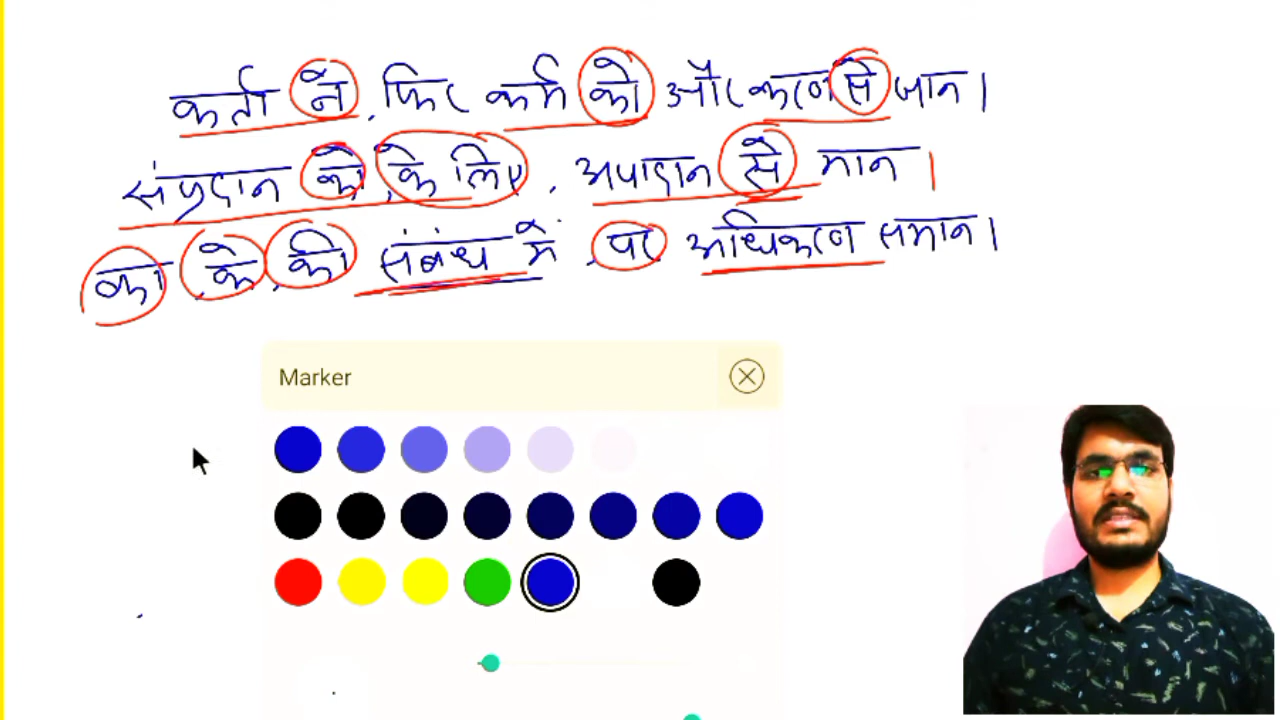 कर्ता ने, फिर कर्म को और करण से जान।
संप्रदान को, के लिए, अपादान से मान।
का, के, की संबंध में, पर अधिकरण समान।
Marker